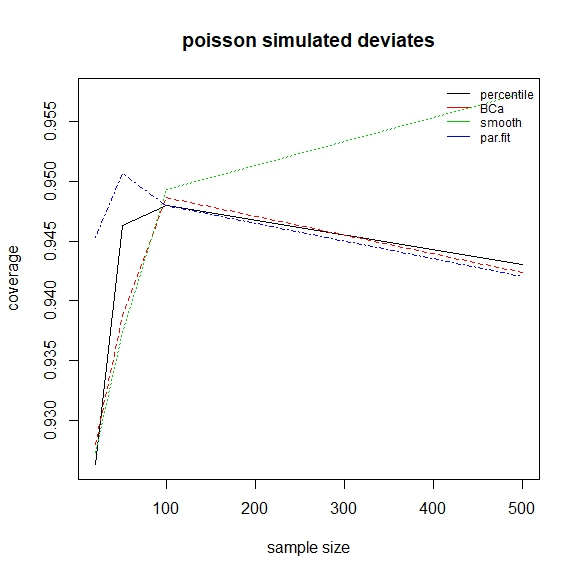 poisson simulated deviates
percentile
BCa
smooth
par.fit
coverage
0.955
0.950
0.945
0.940
0.935
0.930
100 200 300 400 500
sample size